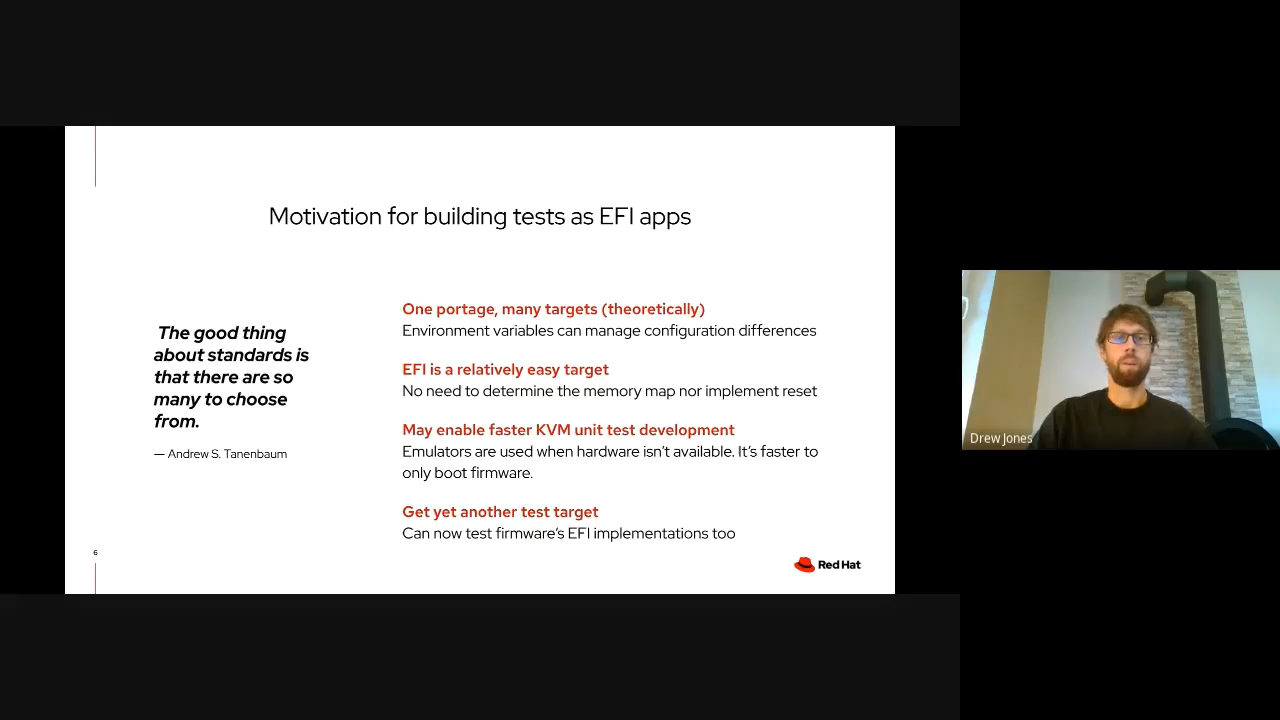 Motivation for building tests as EFI apps
The good thing
about standards is
that there are so
many to choose
from.
— Andrew S. Tanenbaum
One portage, many targets (theoretically)
Environment variables can manage configuration differences
EFI is a relatively easy target
No need to determine the memory map nor implement reset
May enable faster KVM unit test development
Emulators are used when hardware isn't available. It's faster to
only boot firmware.
Get yet another test target
Can now test firmware's EFI implementations too
6
Red Hat
Drew Jones